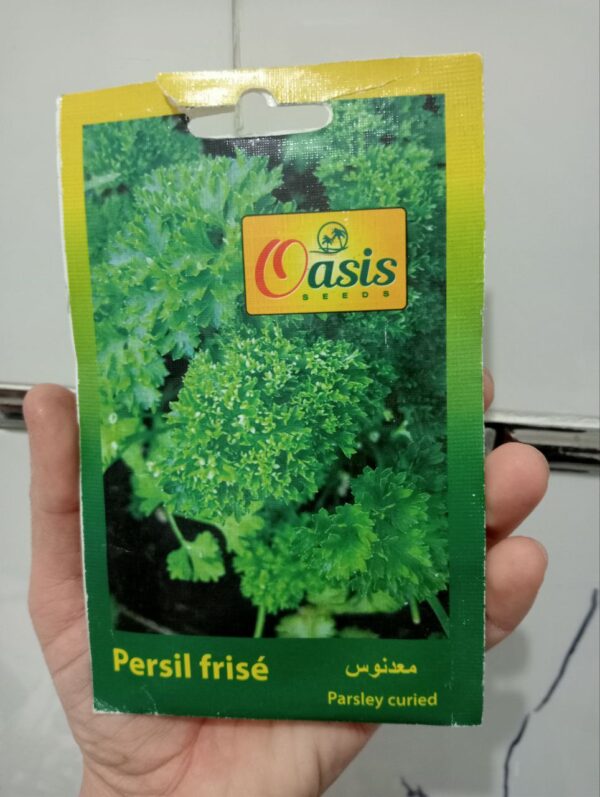 Oasis
SEEDS
Persil frisé
معدنوس
Parsley curied